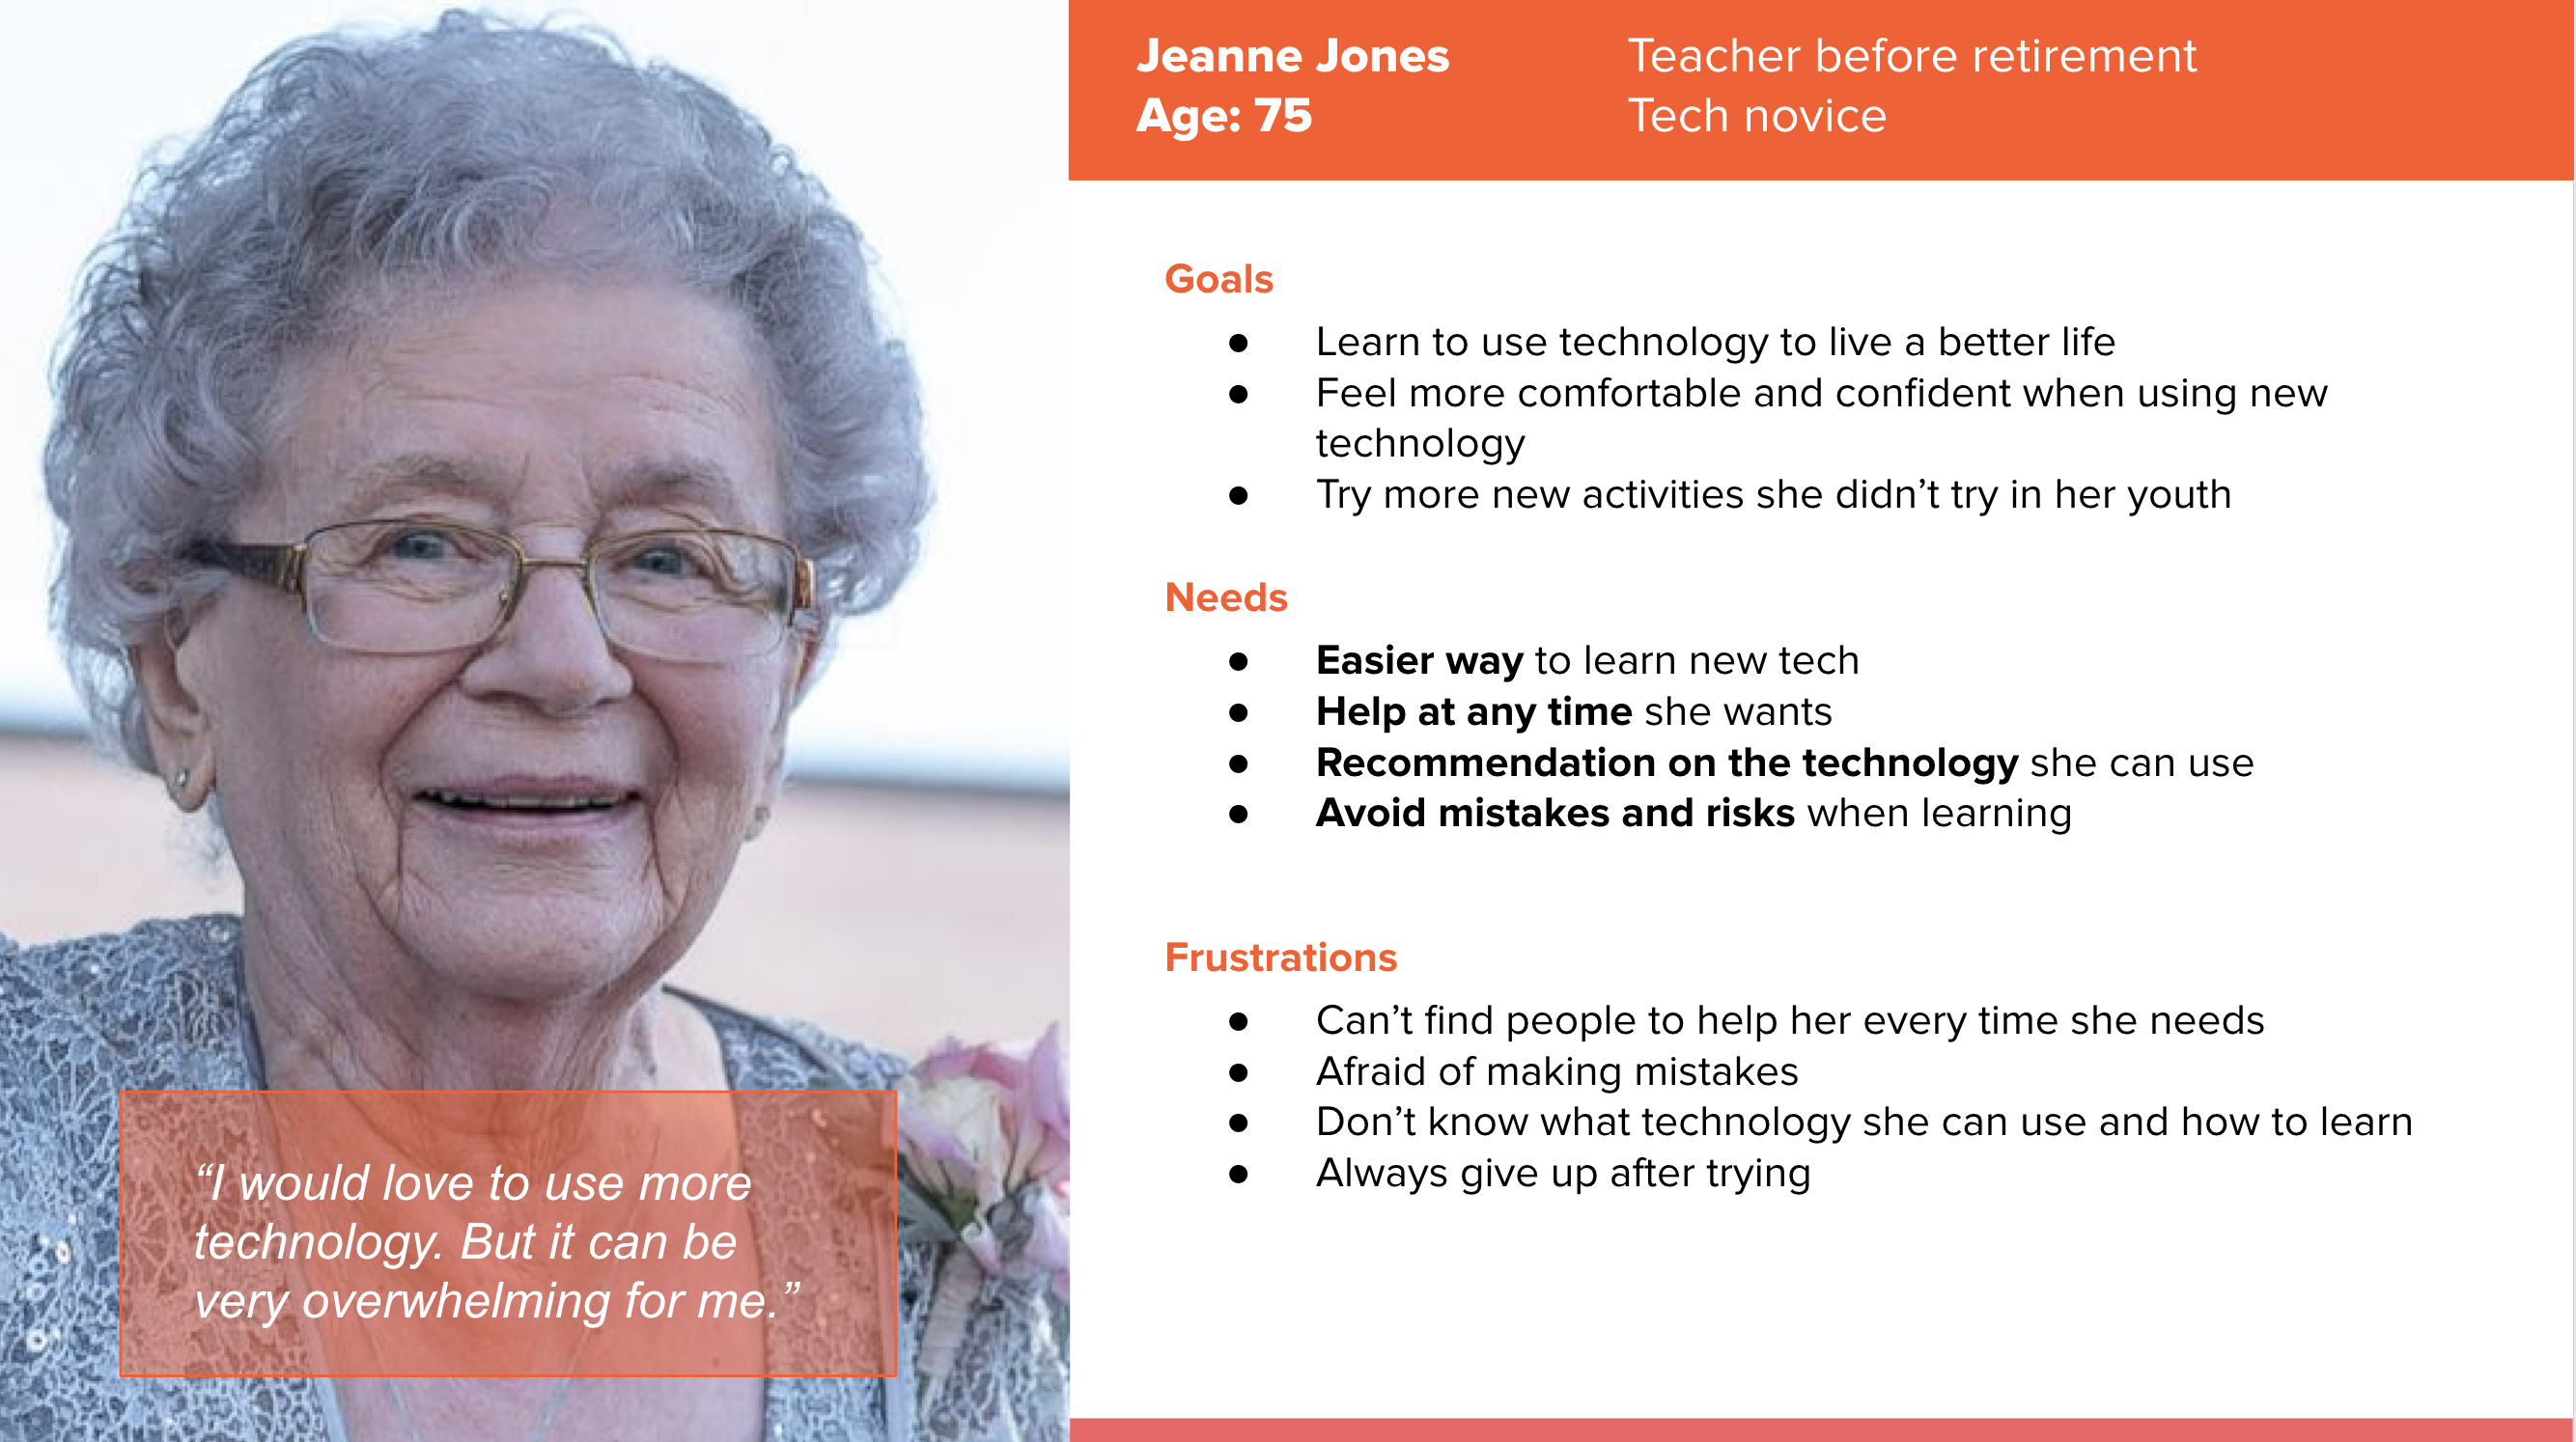 Jeanne Jones
Age: 75
Teacher before retirement
Tech novice
Goals
● Learn to use technology to live a better life
● Feel more comfortable and confident when using new
technology
● Try more new activities she didn’t try in her youth
Needs
● Easier way to learn new tech
● Help at any time she wants
● Recommendation on the technology she can use
● Avoid mistakes and risks when learning
Frustrations
● Can’t find people to help her every time she needs
● Afraid of making mistakes
● Don’t know what technology she can use and how to learn
● Always give up after trying
“I would love to use more
technology. But it can be
very overwhelming for me.”